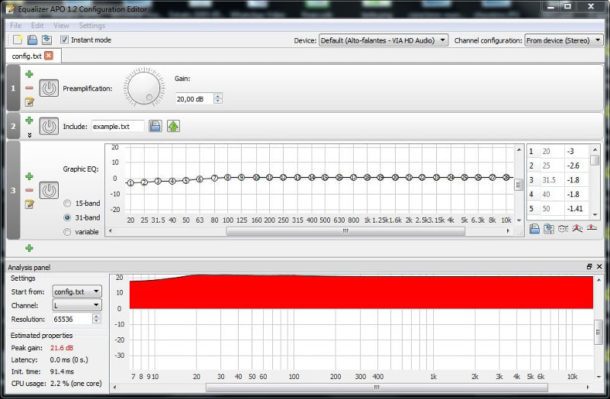 Equalizer APO 1.2 Configuration Editor
File Edit View Settings
Instant mode Device: Default (Alto-falantes - VIA HD Audio) Channel configuration: From device (Stereo)
config.txt
1 Preamplification: Gain:
20,00 dB
2 Include: example.txt
3 Graphic EQ:
15-band
31-band
variable
20
10
0
-10
-20
20 25 31.5 40 50 63 80 100 125 160 200 250 315 400 500 630 800 1k 1.25k 1.6k 2k 2.5k 3.15k 4k 5k 6.3k 8k 10k
1 20 -3
2 25 -2.6
3 31.5 -1.8
4 40 -1.8
5 50 -1.41
Analysis panel
Settings
Start from: config.txt
Channel: L
Resolution: 65536
Estimated properties
Peak gain: 21.6 dB
Latency: 0.0 ms (0 s.)
Init. time: 91.4 ms
CPU usage: 2.2 % (one core)
20
10
0
-10
-20
-30
7 8 9 10 20 30 40 50 60 100 200 300 400 1k 2k 3k 4k 5k 6k 10k